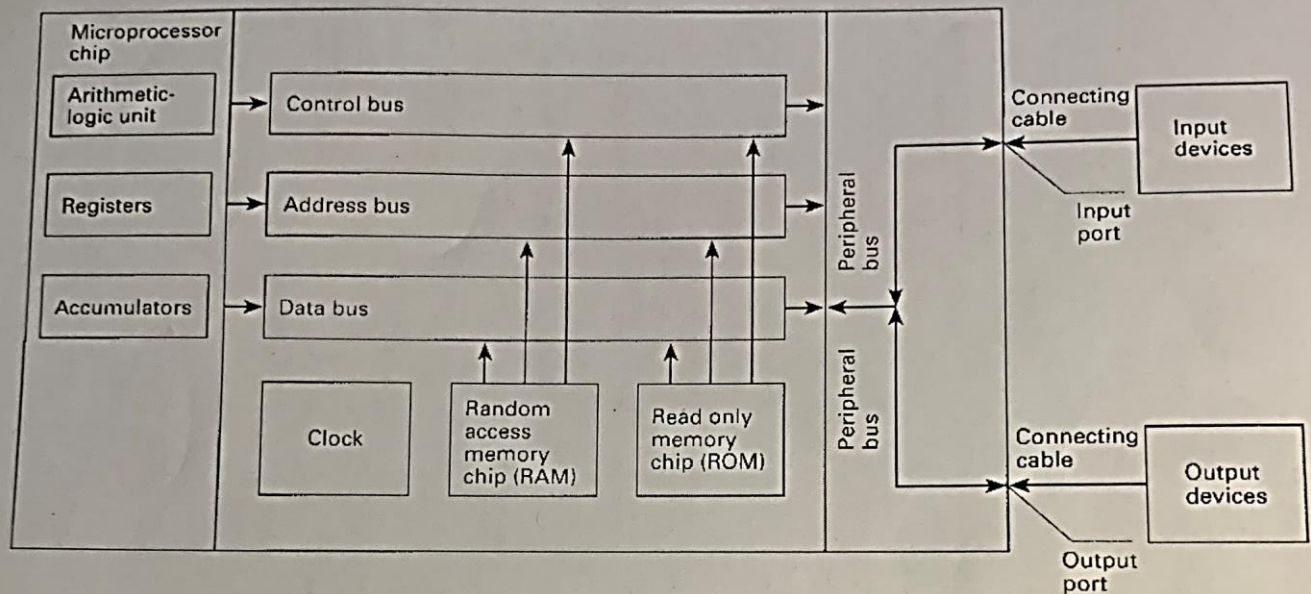 Microprocessor
chip
Arithmetic-
logic unit
Registers
Accumulators
Control bus
Address bus
Data bus
Clock
Random
access
memory
chip (RAM)
Read only
memory
chip (ROM)
Peripheral
bus
Peripheral
bus
Connecting
cable
Input
devices
Input
port
Connecting
cable
Output
devices
Output
port